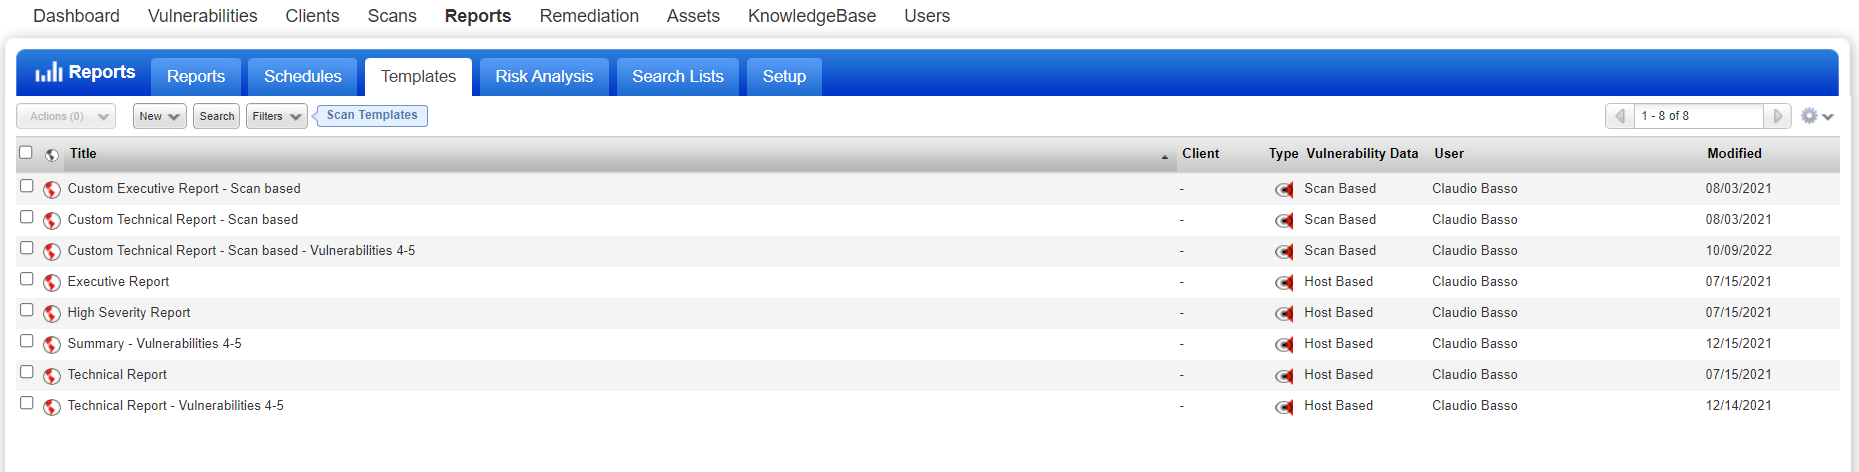 Dashboard Vulnerabilities Clients Scans Reports Remediation Assets KnowledgeBase Users
Reports Reports Schedules Templates Risk Analysis Search Lists Setup
Actions (0) New Search Filters Scan Templates 1 - 8 of 8
Title Client Type Vulnerability Data User Modified
Custom Executive Report - Scan based - Scan Based Claudio Basso 08/03/2021
Custom Technical Report - Scan based - Scan Based Claudio Basso 08/03/2021
Custom Technical Report - Scan based - Vulnerabilities 4-5 - Scan Based Claudio Basso 10/09/2022
Executive Report - Host Based Claudio Basso 07/15/2021
High Severity Report - Host Based Claudio Basso 07/15/2021
Summary - Vulnerabilities 4-5 - Host Based Claudio Basso 12/15/2021
Technical Report - Host Based Claudio Basso 07/15/2021
Technical Report - Vulnerabilities 4-5 - Host Based Claudio Basso 12/14/2021